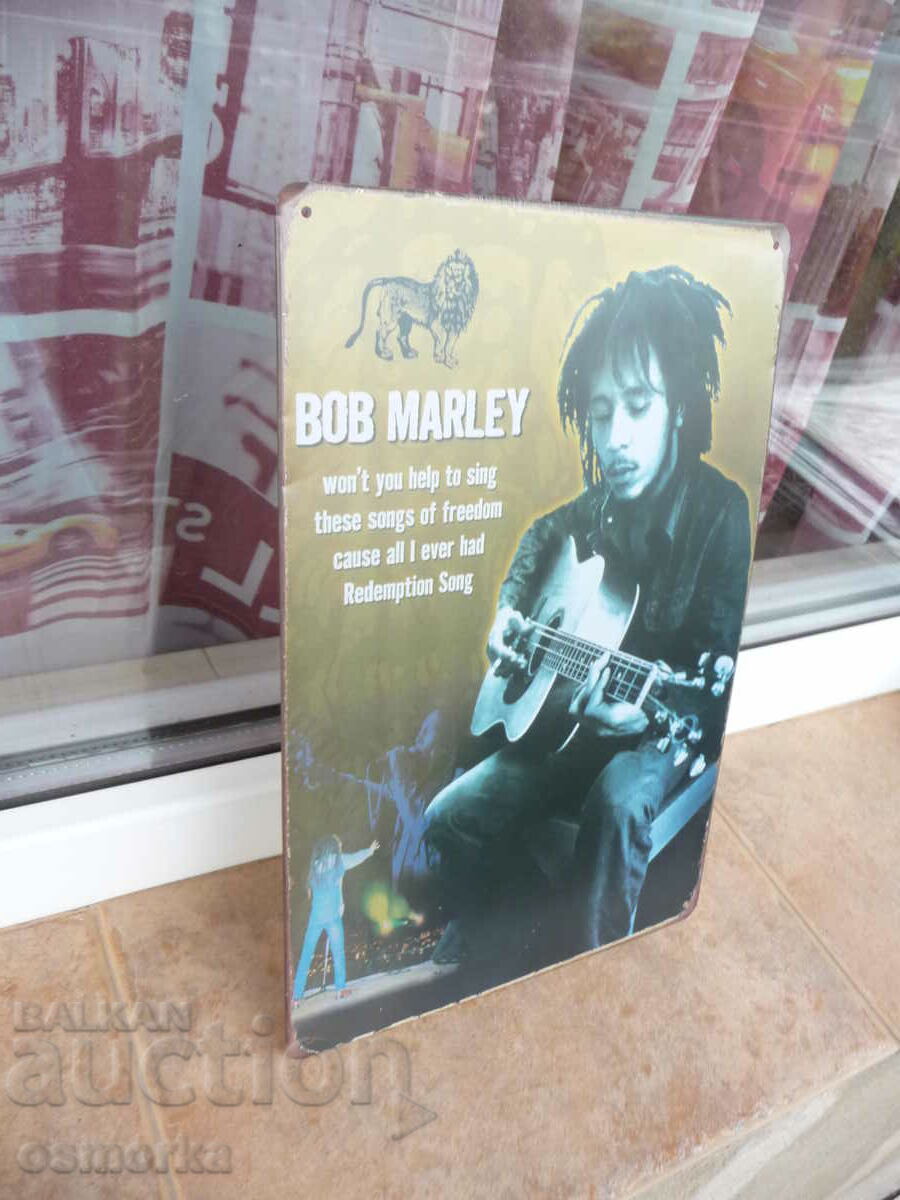 BOB MARLEY
won't you help to sing
these songs of freedom
cause all I ever had
Redemption Song
BALKAN
auction
osmorka